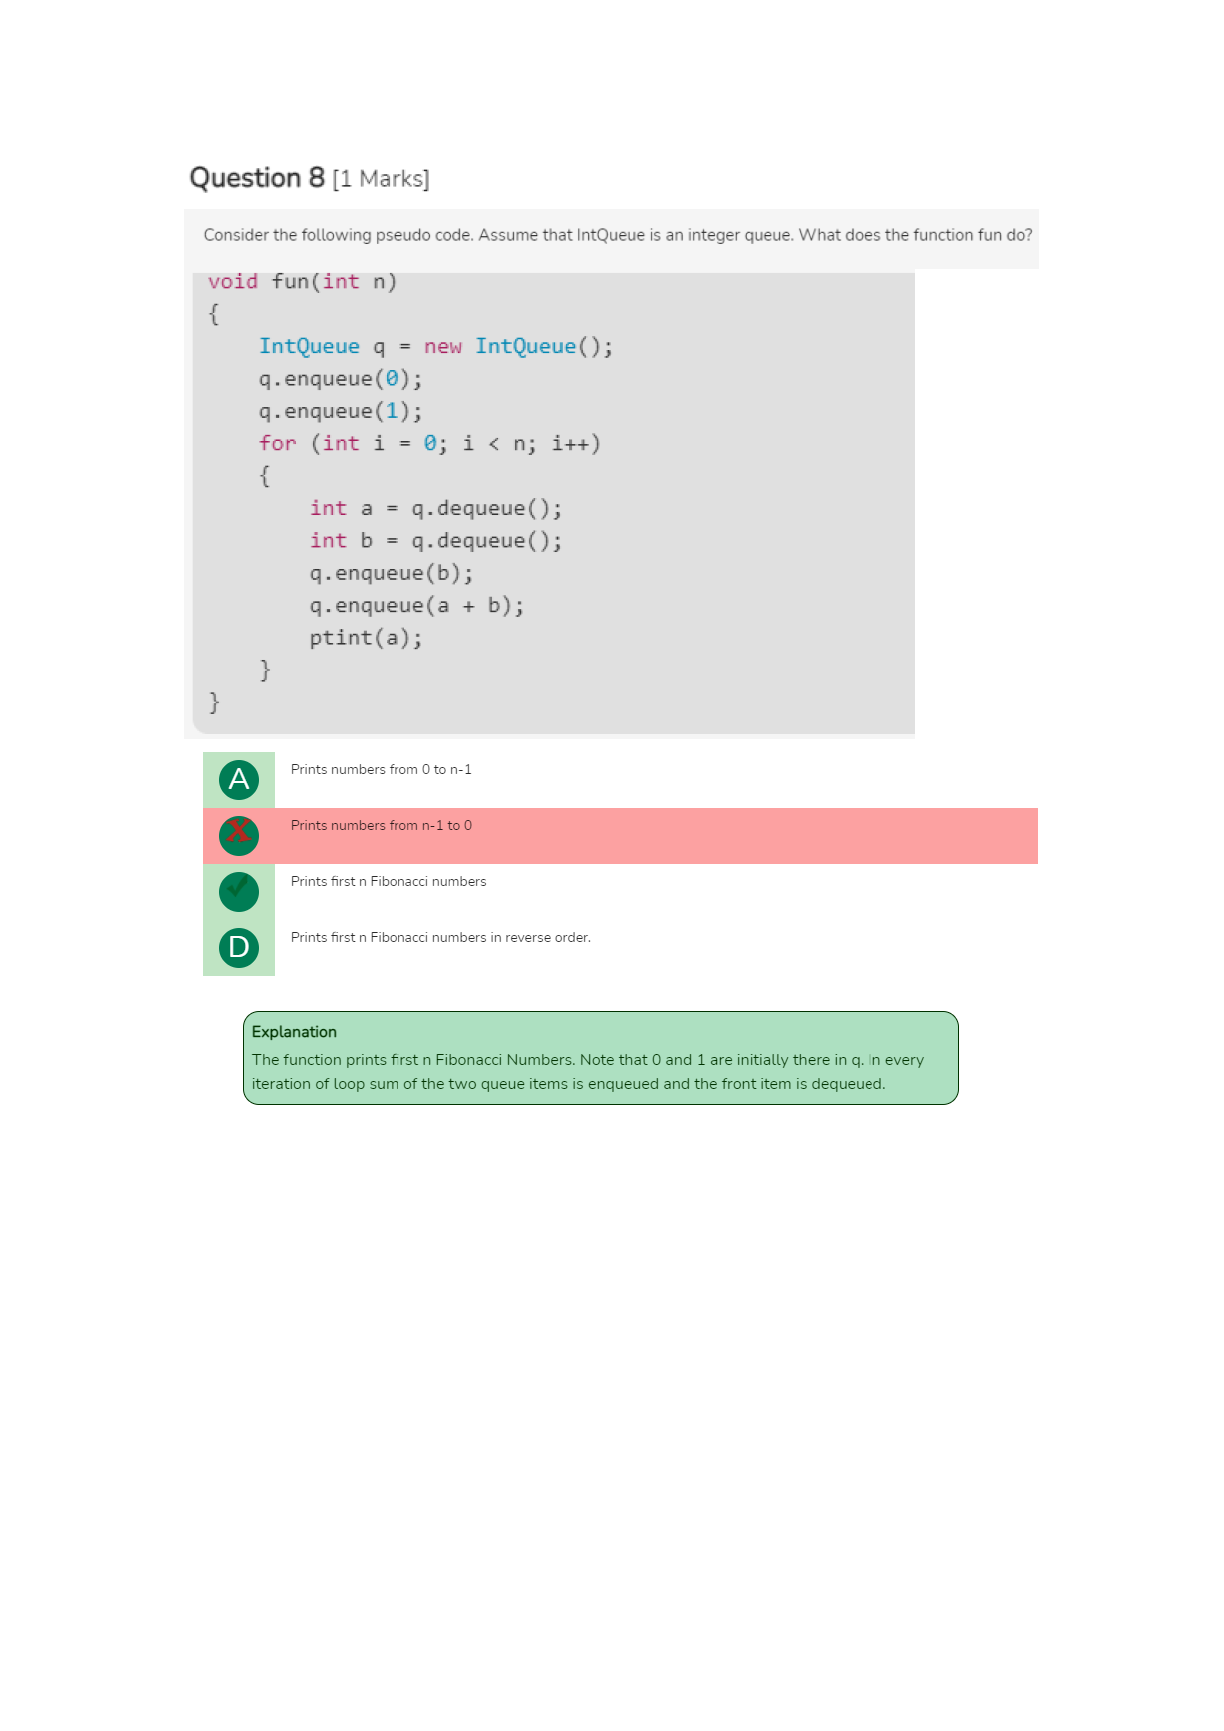 Question 8 [1 Marks]
Consider the following pseudo code. Assume that IntQueue is an integer queue. What does the function fun do?
void fun(int n)
{
    IntQueue q = new IntQueue();
    q.enqueue(0);
    q.enqueue(1);
    for (int i = 0; i < n; i++)
    {
        int a = q.dequeue();
        int b = q.dequeue();
        q.enqueue(b);
        q.enqueue(a + b);
        ptint(a);
    }
}
A Prints numbers from 0 to n-1
X Prints numbers from n-1 to 0
✓ Prints first n Fibonacci numbers
D Prints first n Fibonacci numbers in reverse order.
Explanation
The function prints first n Fibonacci Numbers. Note that 0 and 1 are initially there in q. In every
iteration of loop sum of the two queue items is enqueued and the front item is dequeued.